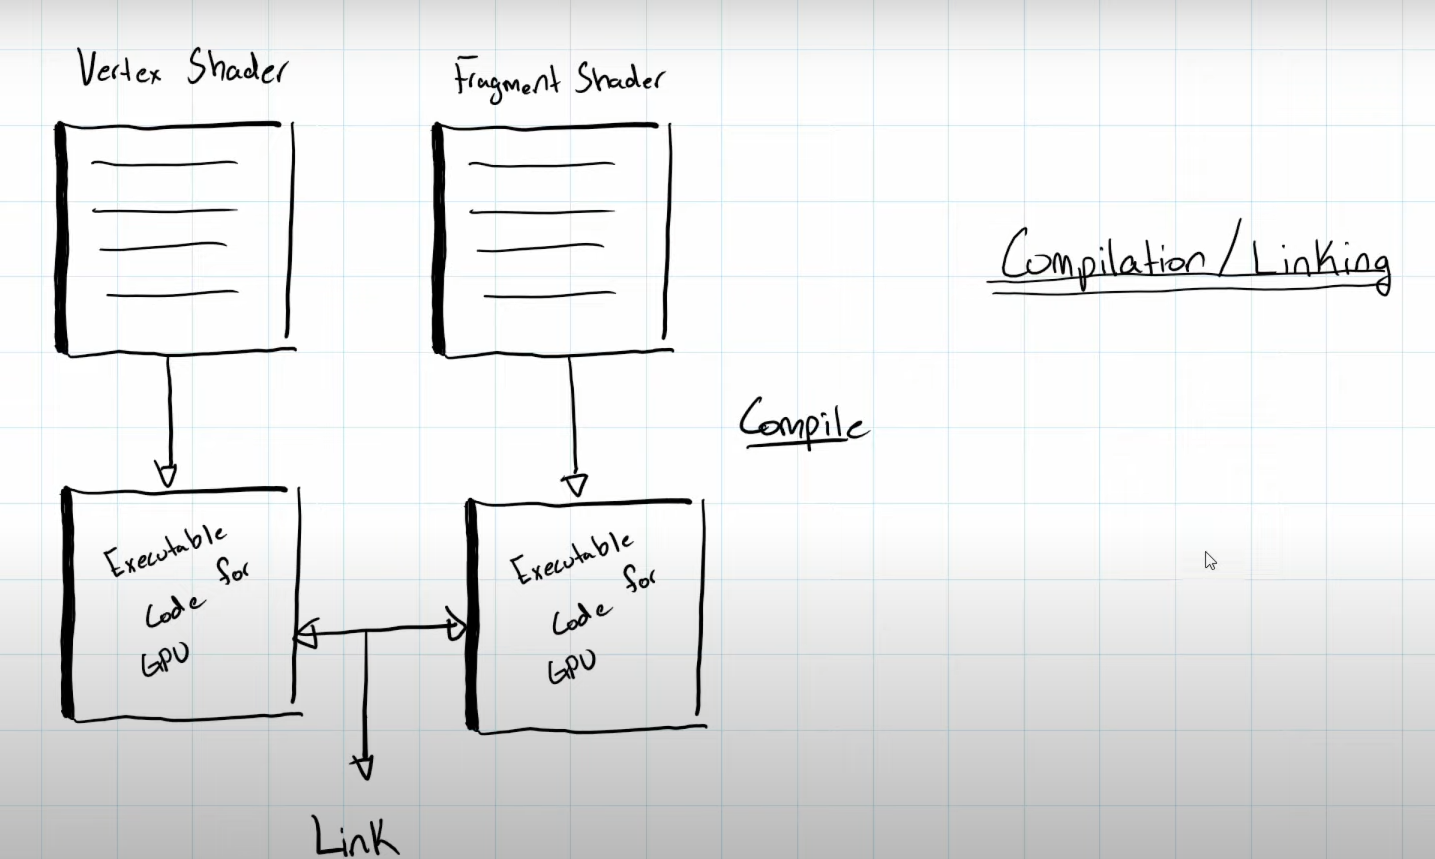 Vertex Shader
Fragment Shader
Compilation/Linking
Compile
Executable
Code for
GPU
Executable
Code for
GPU
Link